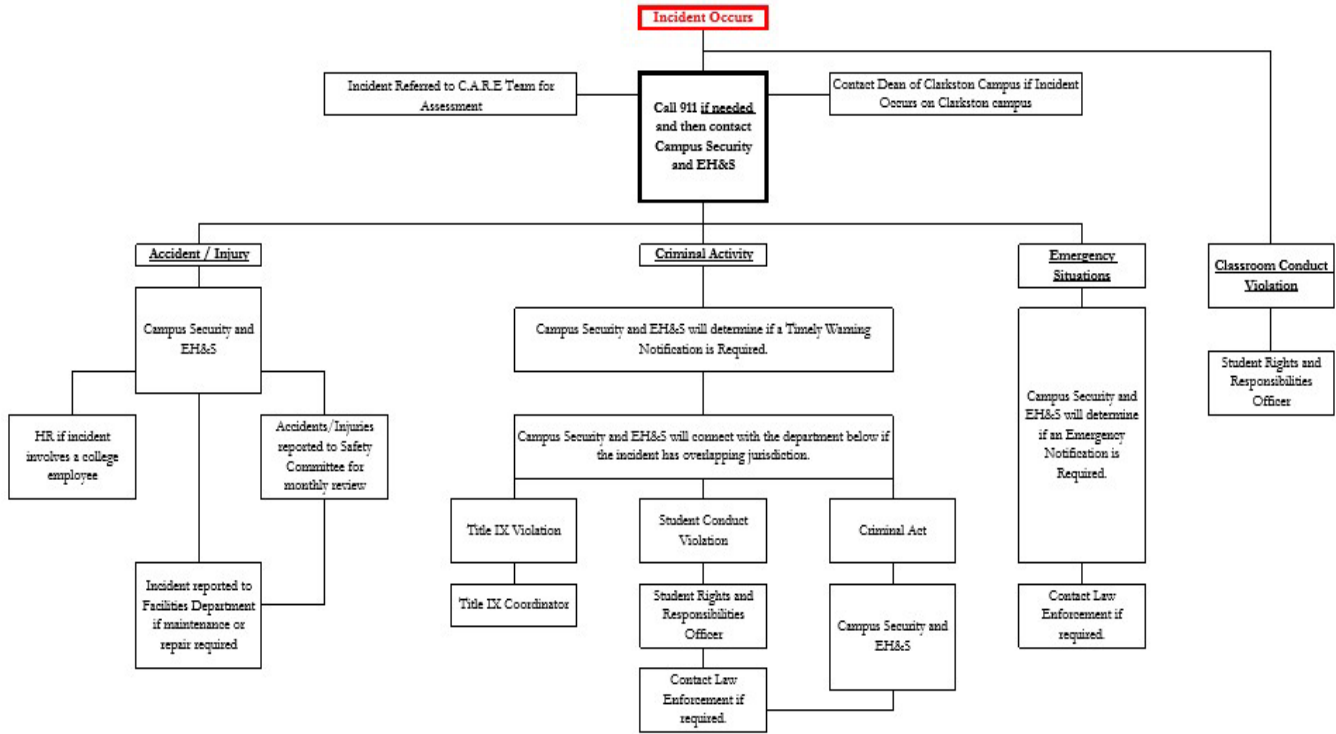 Incident Occurs
Incident Referred to C.A.R.E Team for
Assessment
Call 911 if needed
and then contact
Campus Security
and EH&S
Contact Dean of Clarkston Campus if Incident
Occurs on Clarkston campus
Accident / Injury
Campus Security and
EH&S
HR if incident
involves a college
employee
Accidents/Injuries
reported to Safety
Committee for
monthly review
Incident reported to
Facilities Department
if maintenance or
repair required
Criminal Activity
Campus Security and EH&S will determine if a Timely Warning
Notification is Required.
Campus Security and EH&S will connect with the department below if
the incident has overlapping jurisdiction.
Title IX Violation
Title IX Coordinator
Student Conduct
Violation
Student Rights and
Responsibilities
Officer
Contact Law
Enforcement if
required.
Criminal Act
Campus Security and
EH&S
Emergency
Situations
Campus Security and
EH&S will determine
if an Emergency
Notification is
Required.
Contact Law
Enforcement if
required.
Classroom Conduct
Violation
Student Rights and
Responsibilities
Officer